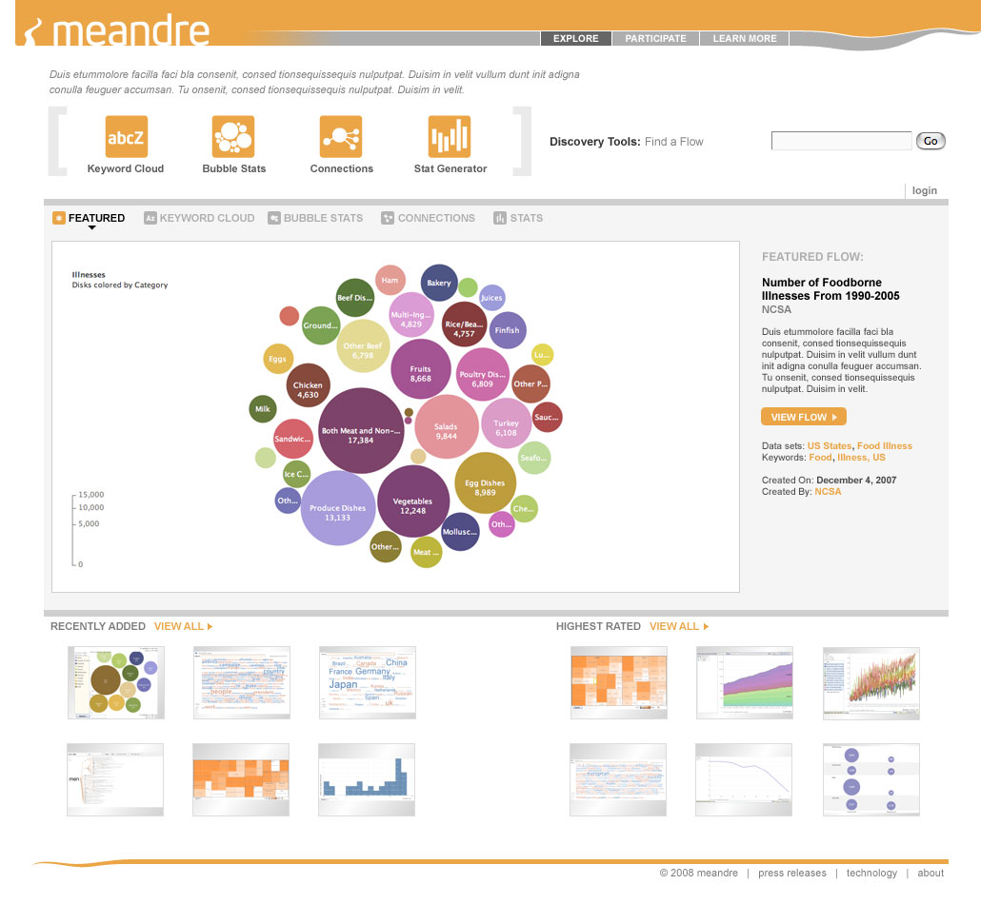 meandre
EXPLORE
PARTICIPATE
LEARN MORE
Duis etummolore facilla faci bla consenit, consed tionsequissequis nulputpat. Duisim in velit vullum dunt init adigna
conulla feuguer accumsan. Tu onsenit, consed tionsequissequis nulputpat. Duisim in velit.
abcZ
Keyword Cloud
Bubble Stats
Connections
Stat Generator
Discovery Tools: Find a Flow
Go
login
FEATURED
Az
KEYWORD CLOUD
BUBBLE STATS
CONNECTIONS
STATS
Illnesses
Disks colored by Category
Ham
Bakery
Beef Dis...
Juices
Multi-Ing...
4,829
Ground...
Rice/Bea...
4,757
Finfish
Other Beef
6,798
Eggs
Lu...
Fruits
8,668
Poultry Dis...
6,809
Chicken
4,630
Other P...
Milk
Both Meat and Non-...
17,384
Salads
9,844
Turkey
6,108
Sauc...
Sandwic...
Seafo...
Ice C...
Egg Dishes
8,989
Oth...
Produce Dishes
13,133
Vegetables
12,248
Che...
Oth...
Mollusc...
Other...
Meat ...
15,000
10,000
5,000
0
FEATURED FLOW:
Number of Foodborne
Illnesses From 1990-2005
NCSA
Duis etummolore facilla faci bla
consenit, consed tionsequissequis
nulputpat. Duisim in velit vullum dunt
init adigna conulla feuguer accumsan.
Tu onsenit, consed tionsequissequis
nulputpat. Duisim in velit.
VIEW FLOW
Data sets: US States, Food Illness
Keywords: Food, Illness, US
Created On: December 4, 2007
Created By: NCSA
RECENTLY ADDED VIEW ALL
HIGHEST RATED VIEW ALL
country
people
work
Brazil
Canada
China
France Germany
Italy
Japan
Spain
uk
men
european
© 2008 meandre | press releases | technology | about